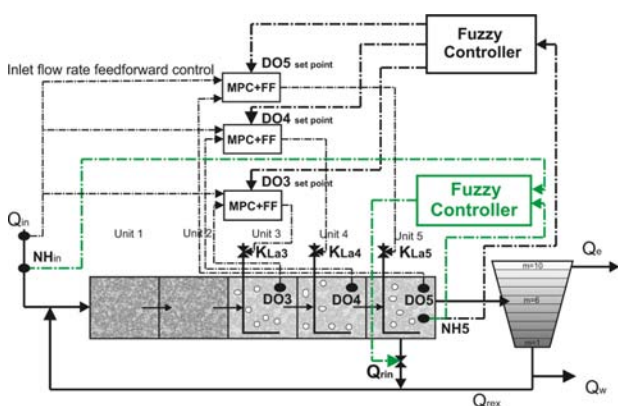 Fuzzy
Controller
DO5 set point
Inlet flow rate feedforward control
MPC+FF
DO4 set point
MPC+FF
DO3 set point
MPC+FF
Fuzzy
Controller
Qin
Unit 1
Unit 2
Unit 3
Unit 4
Unit 5
NHin
KLa3
KLa4
KLa5
Qe
m=10
DO3
DO4
DO5
m=6
NH5
m=1
Qrin
Qw
Qrex